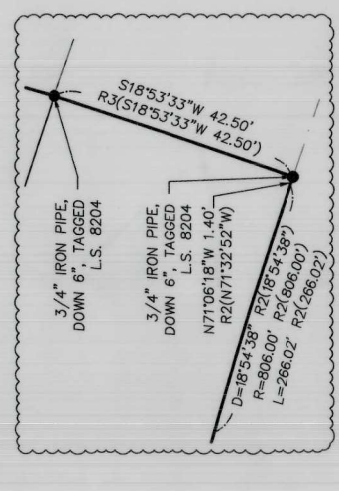 S18°53'33"W 42.50'
R3(S18°53'33"W 42.50')
3/4" IRON PIPE,
DOWN 6", TAGGED
L.S. 8204
3/4" IRON PIPE,
DOWN 6", TAGGED
L.S. 8204
N71°06'18"W 1.40'
R2(N71°32'52"W)
D=18°54'38" R2(18°54'38")
R=806.00' R2(806.00')
L=266.02' R2(266.02')